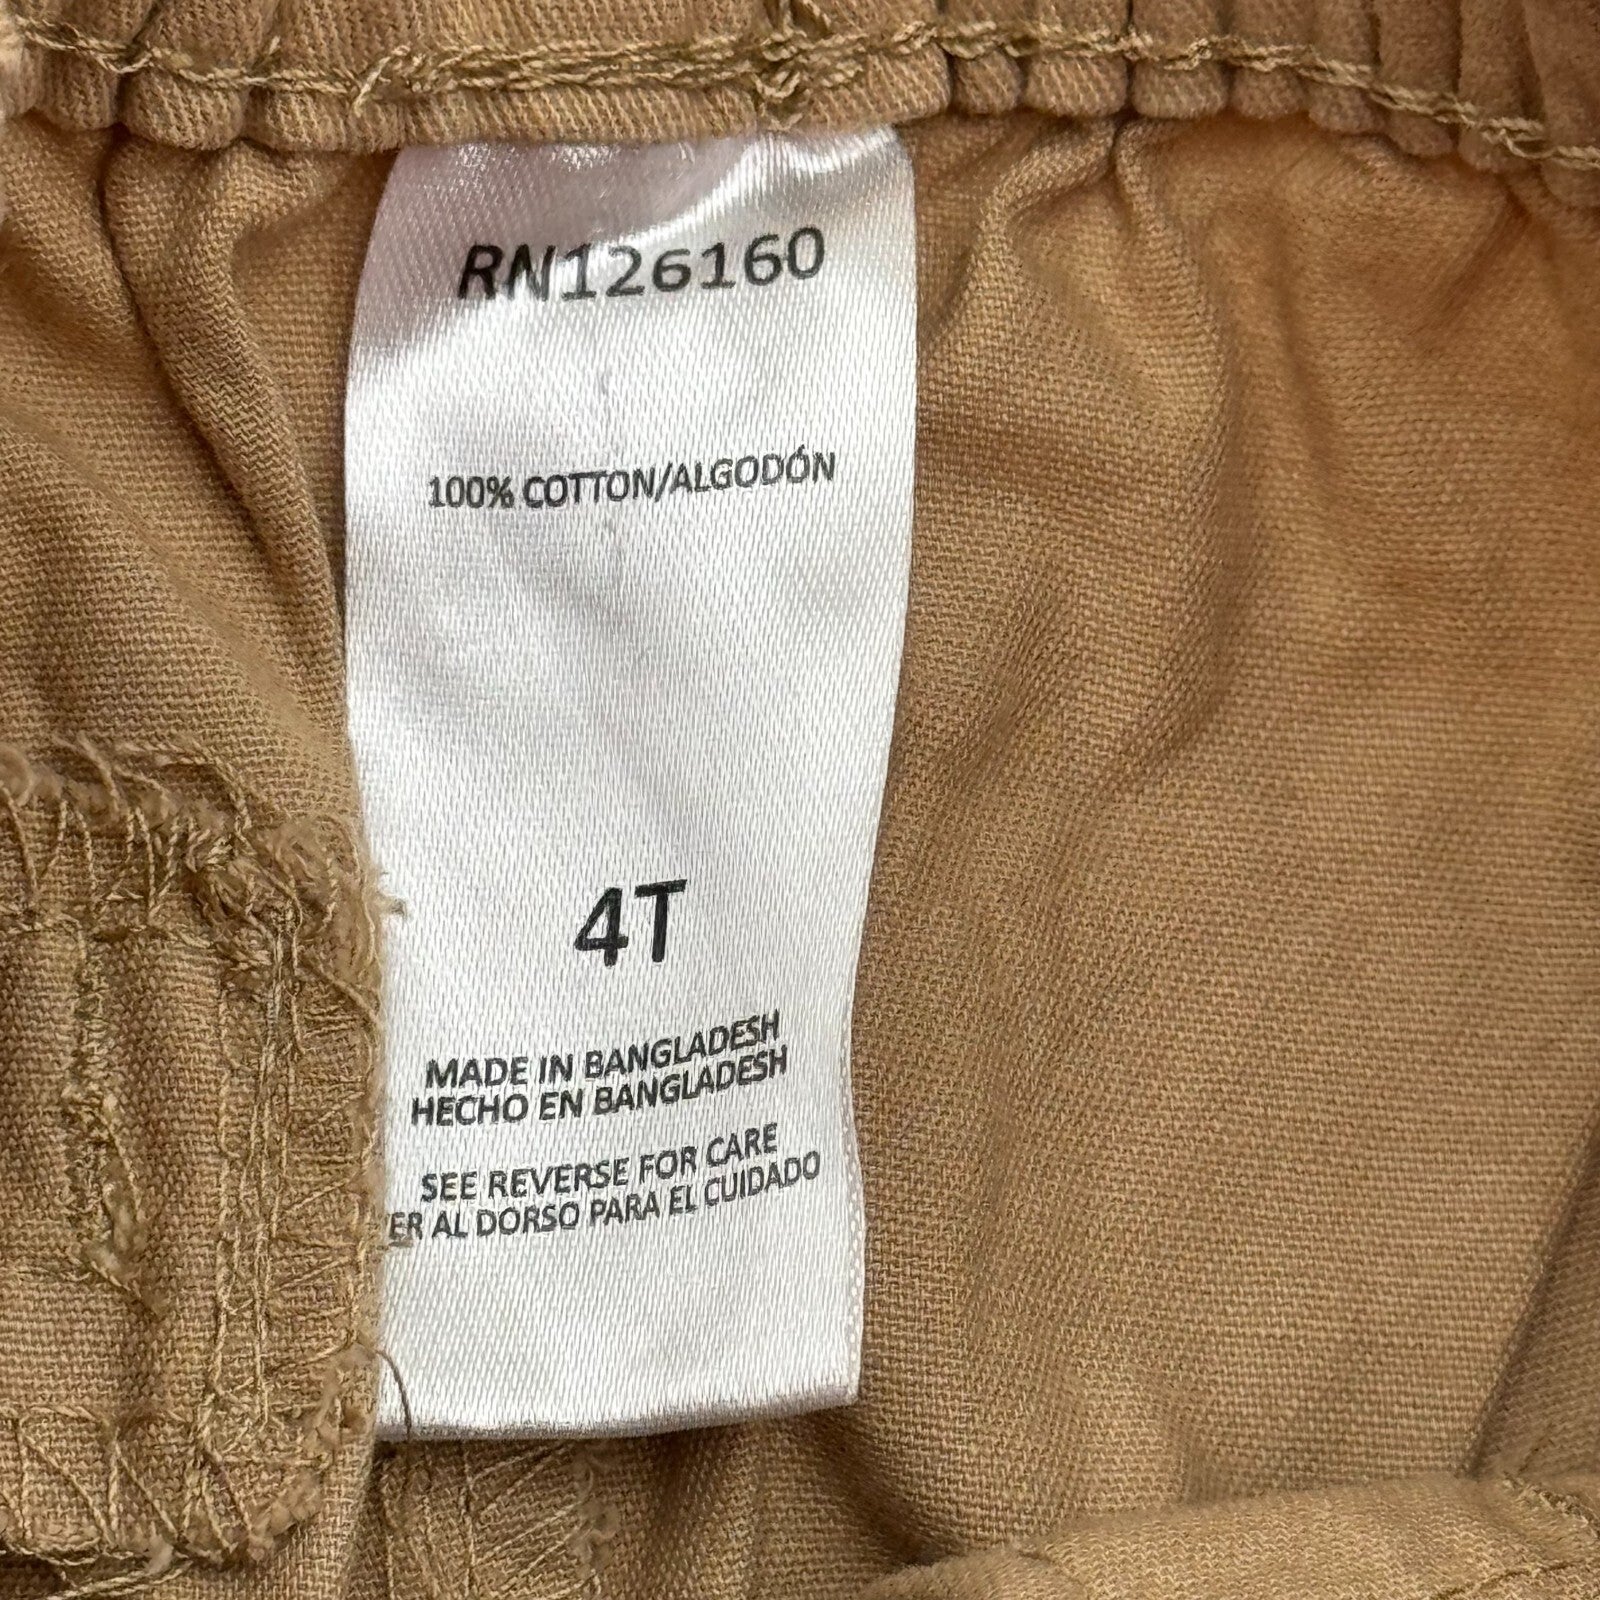 RN126160
100% COTTON/ALGODÓN
4T
MADE IN BANGLADESH
HECHO EN BANGLADESH
SEE REVERSE FOR CARE
ER AL DORSO PARA EL CUIDADO